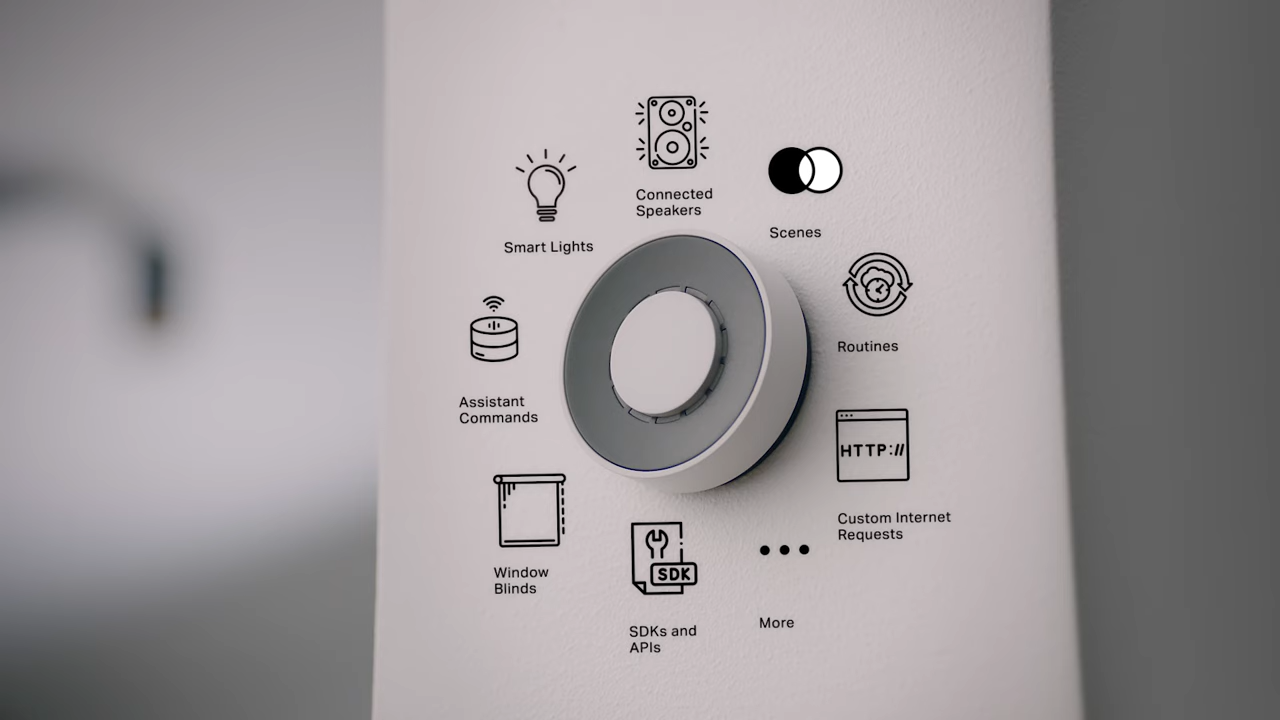 Connected
Speakers
Smart Lights
Scenes
Routines
Assistant
Commands
HTTP://
Custom Internet
Requests
Window
Blinds
SDK
SDKs and
APIs
More